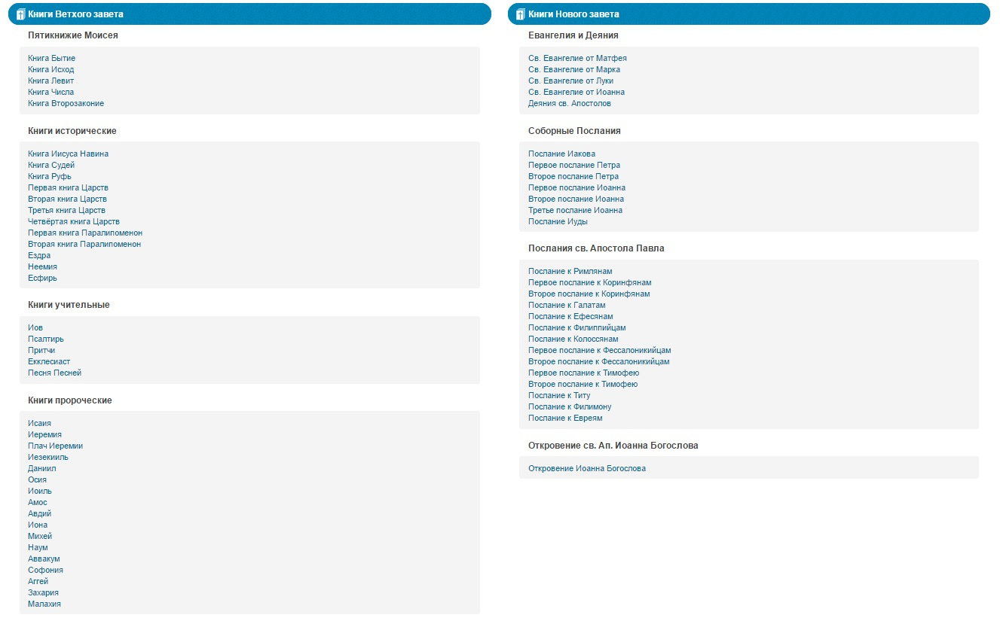 Книги Ветхого завета
Пятикнижие Моисея
Книга Бытие
Книга Исход
Книга Левит
Книга Числа
Книга Второзаконие
Книги исторические
Книга Иисуса Навина
Книга Судей
Книга Руфь
Первая книга Царств
Вторая книга Царств
Третья книга Царств
Четвёртая книга Царств
Первая книга Паралипоменон
Вторая книга Паралипоменон
Ездра
Неемия
Есфирь
Книги учительные
Иов
Псалтирь
Притчи
Екклесиаст
Песня Песней
Книги пророческие
Исаия
Иеремия
Плач Иеремии
Иезекииль
Даниил
Осия
Иоиль
Амос
Авдий
Иона
Михей
Наум
Аввакум
Софония
Аггей
Захария
Малахия
Книги Нового завета
Евангелия и Деяния
Св. Евангелие от Матфея
Св. Евангелие от Марка
Св. Евангелие от Луки
Св. Евангелие от Иоанна
Деяния св. Апостолов
Соборные Послания
Послание Иакова
Первое послание Петра
Второе послание Петра
Первое послание Иоанна
Второе послание Иоанна
Третье послание Иоанна
Послание Иуды
Послания св. Апостола Павла
Послание к Римлянам
Первое послание к Коринфянам
Второе послание к Коринфянам
Послание к Галатам
Послание к Ефесянам
Послание к Филиппийцам
Послание к Колоссянам
Первое послание к Фессалоникийцам
Второе послание к Фессалоникийцам
Первое послание к Тимофею
Второе послание к Тимофею
Послание к Титу
Послание к Филимону
Послание к Евреям
Откровение св. Ап. Иоанна Богослова
Откровение Иоанна Богослова